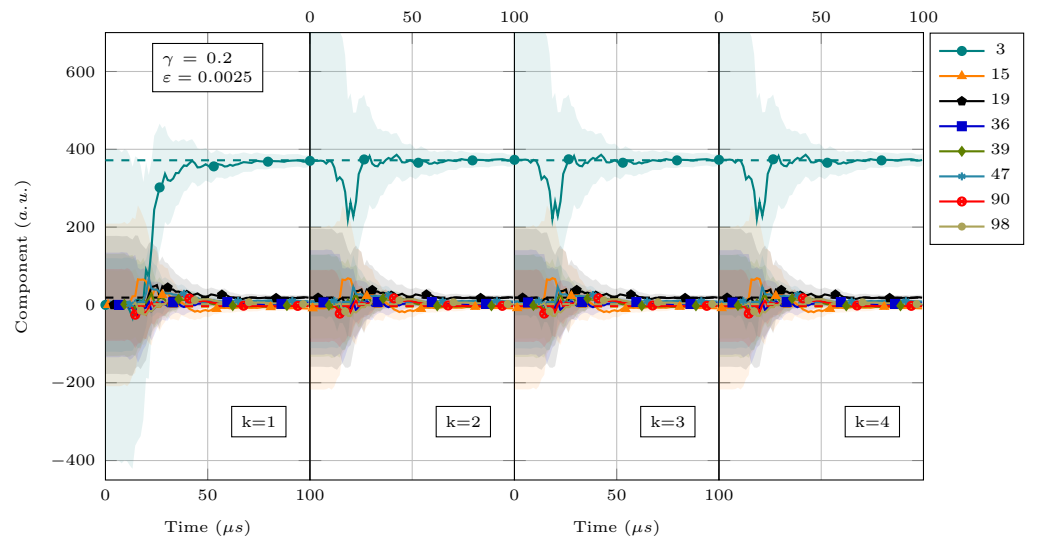 0 50 100 50 100
600
400
200
0
−200
−400
Component (a.u.)
γ = 0.2
ε = 0.0025
k=1
k=2
k=3
k=4
0 50 100 0 50 100
Time (μs)
Time (μs)
3
15
19
36
39
47
90
98